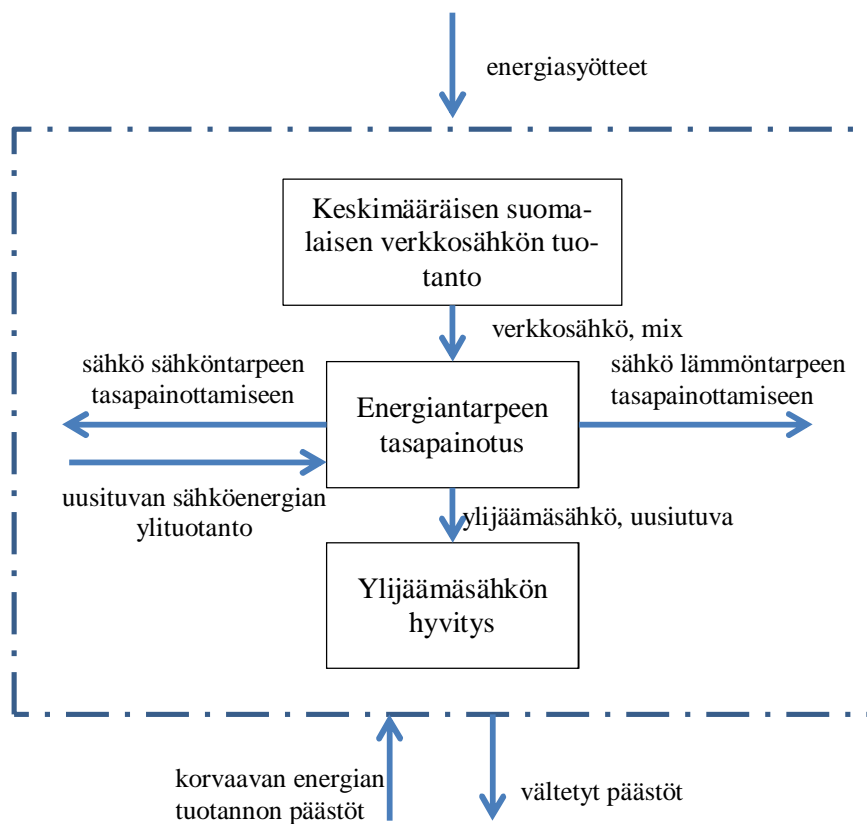 energiasyötteet
Keskimääräisen suoma-
laisen verkkosähkön tuo-
tanto
verkkosähkö, mix
sähkö sähköntarpeen
tasapainottamiseen
sähkö lämmöntarpeen
tasapainottamiseen
Energiantarpeen
tasapainotus
uusituvan sähköenergian
ylituotanto
ylijäämäsähkö, uusiutuva
Ylijäämäsähkön
hyvitys
korvaavan energian
tuotannon päästöt
vältetyt päästöt